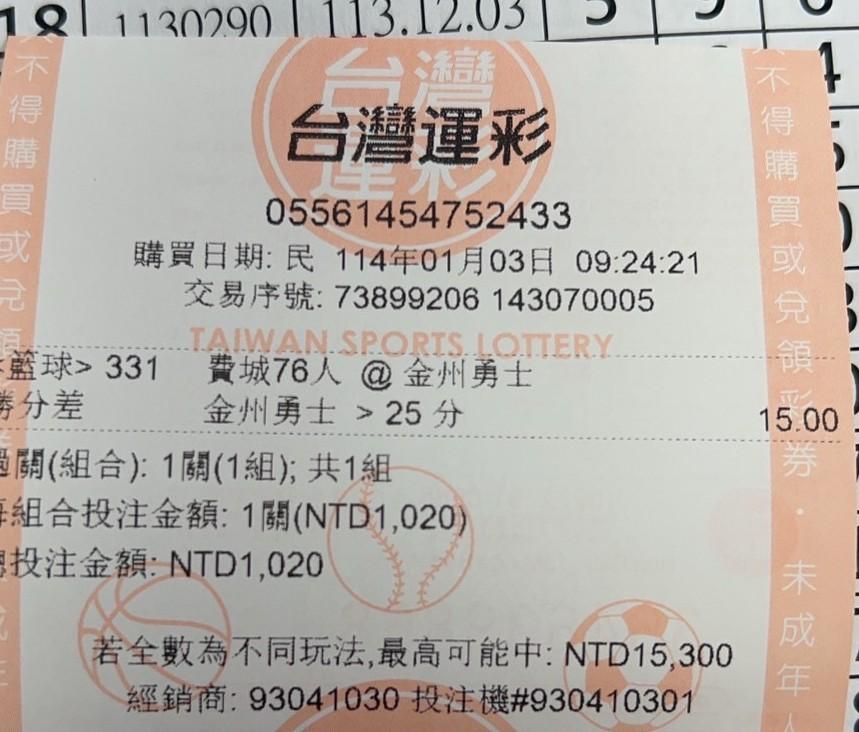 18 1130290 113.12.03 5 9 6
台灣運彩
05561454752433
購買日期: 民 114年01月03日 09:24:21
交易序號: 73899206 143070005
TAIWAN SPORTS LOTTERY
籃球> 331 費城76人 @ 金州勇士
勝分差 金州勇士 > 25 分 15.00
過關(組合): 1關(1組); 共1組
每組合投注金額: 1關(NTD1,020)
總投注金額: NTD1,020
若全數為不同玩法,最高可能中: NTD15,300
經銷商: 93041030 投注機#930410301
不得購買或兌領
不得購買或兌領彩券．未成年人